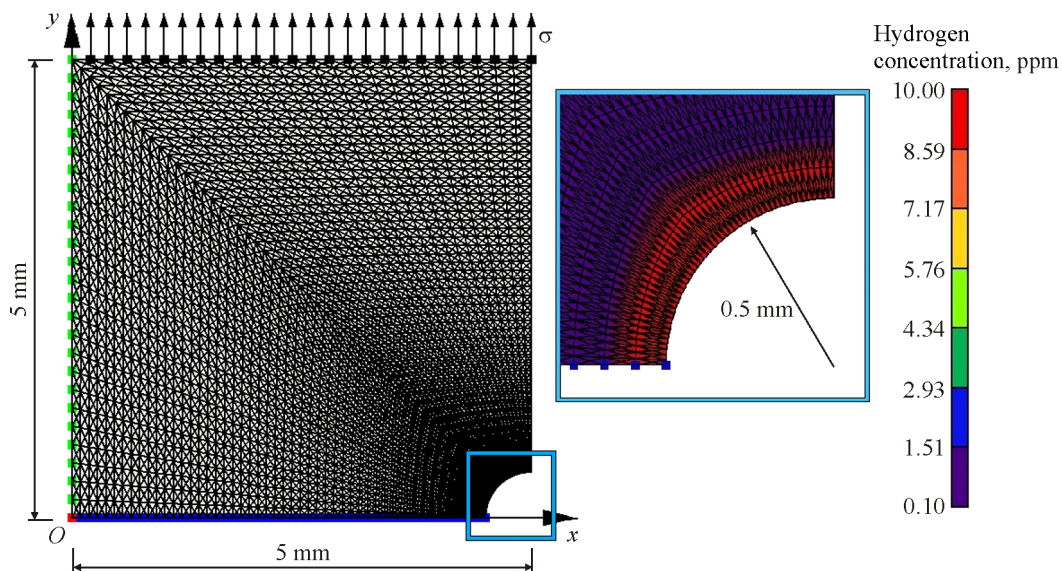 y
σ
5 mm
O
x
5 mm
0.5 mm
Hydrogen
concentration, ppm
10.00
8.59
7.17
5.76
4.34
2.93
1.51
0.10